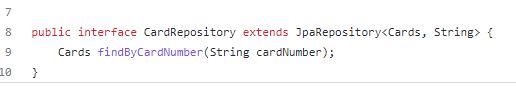 7
8 public interface CardRepository extends JpaRepository<Cards, String> {
9     Cards findByCardNumber(String cardNumber);
10 }